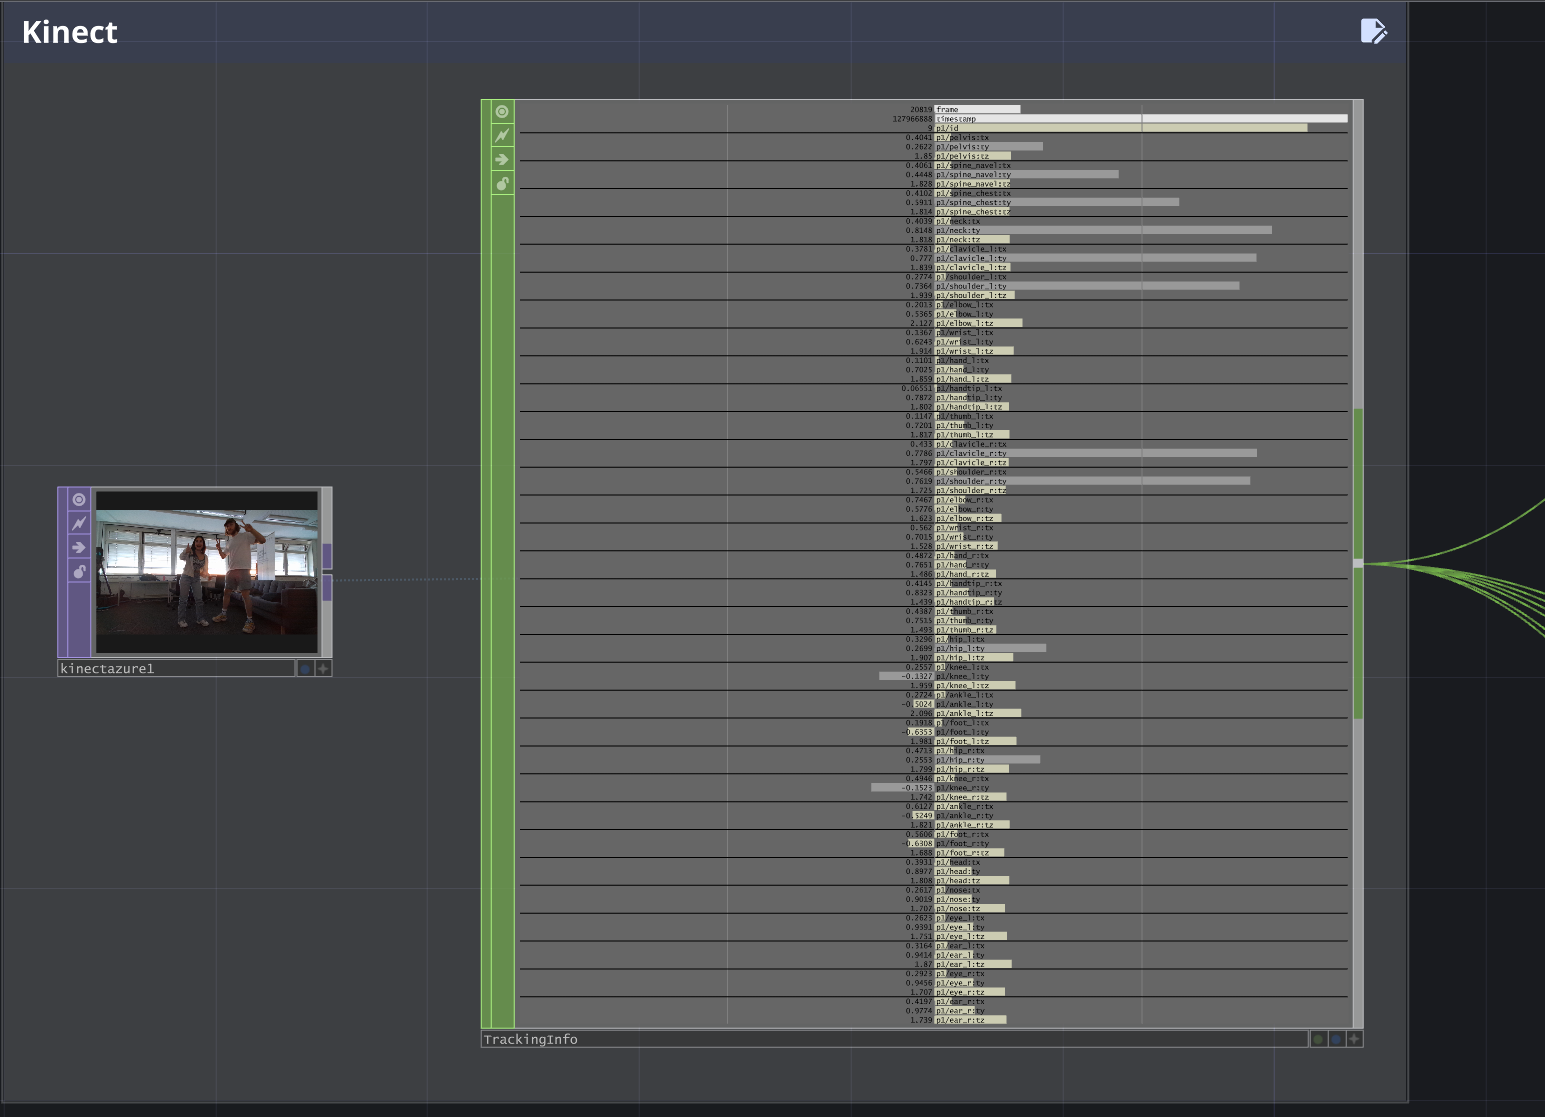 Kinect
20819 frame
127966888 timestamp
9 p1/id
0.4041 p1/pelvis:tx
0.2622 p1/pelvis:ty
1.85 p1/pelvis:tz
0.4061 p1/spine_navel:tx
0.4448 p1/spine_navel:ty
1.828 p1/spine_navel:tz
0.4102 p1/spine_chest:tx
0.5911 p1/spine_chest:ty
1.814 p1/spine_chest:tz
0.4039 p1/neck:tx
0.8148 p1/neck:ty
1.818 p1/neck:tz
0.3781 p1/clavicle_l:tx
0.777 p1/clavicle_l:ty
1.839 p1/clavicle_l:tz
0.2774 p1/shoulder_l:tx
0.7364 p1/shoulder_l:ty
1.939 p1/shoulder_l:tz
0.2013 p1/elbow_l:tx
0.5365 p1/elbow_l:ty
2.127 p1/elbow_l:tz
0.1367 p1/wrist_l:tx
0.6243 p1/wrist_l:ty
1.914 p1/wrist_l:tz
0.1101 p1/hand_l:tx
0.7025 p1/hand_l:ty
1.859 p1/hand_l:tz
0.06551 p1/handtip_l:tx
0.7872 p1/handtip_l:ty
1.802 p1/handtip_l:tz
0.1147 p1/thumb_l:tx
0.7201 p1/thumb_l:ty
1.817 p1/thumb_l:tz
0.433 p1/clavicle_r:tx
0.7786 p1/clavicle_r:ty
1.797 p1/clavicle_r:tz
0.5466 p1/shoulder_r:tx
0.7619 p1/shoulder_r:ty
1.725 p1/shoulder_r:tz
0.7467 p1/elbow_r:tx
0.5776 p1/elbow_r:ty
1.623 p1/elbow_r:tz
0.562 p1/wrist_r:tx
0.7015 p1/wrist_r:ty
1.528 p1/wrist_r:tz
0.4872 p1/hand_r:tx
0.7651 p1/hand_r:ty
1.486 p1/hand_r:tz
0.4145 p1/handtip_r:tx
0.8323 p1/handtip_r:ty
1.439 p1/handtip_r:tz
0.4387 p1/thumb_r:tx
0.7515 p1/thumb_r:ty
1.493 p1/thumb_r:tz
0.3296 p1/hip_l:tx
0.2699 p1/hip_l:ty
1.907 p1/hip_l:tz
0.2557 p1/knee_l:tx
-0.1327 p1/knee_l:ty
1.959 p1/knee_l:tz
0.2724 p1/ankle_l:tx
-0.5024 p1/ankle_l:ty
2.096 p1/ankle_l:tz
0.1918 p1/foot_l:tx
-0.6353 p1/foot_l:ty
1.981 p1/foot_l:tz
0.4713 p1/hip_r:tx
0.2553 p1/hip_r:ty
1.799 p1/hip_r:tz
0.4946 p1/knee_r:tx
-0.1523 p1/knee_r:ty
1.742 p1/knee_r:tz
0.6127 p1/ankle_r:tx
-0.5249 p1/ankle_r:ty
1.821 p1/ankle_r:tz
0.5606 p1/foot_r:tx
-0.6308 p1/foot_r:ty
1.688 p1/foot_r:tz
0.3931 p1/head:tx
0.8977 p1/head:ty
1.808 p1/head:tz
0.2617 p1/nose:tx
0.9019 p1/nose:ty
1.707 p1/nose:tz
0.2623 p1/eye_l:tx
0.9391 p1/eye_l:ty
1.751 p1/eye_l:tz
0.3164 p1/ear_l:tx
0.9414 p1/ear_l:ty
1.87 p1/ear_l:tz
0.2923 p1/eye_r:tx
0.9456 p1/eye_r:ty
1.707 p1/eye_r:tz
0.4197 p1/ear_r:tx
0.9774 p1/ear_r:ty
1.739 p1/ear_r:tz
kinectazure1
TrackingInfo